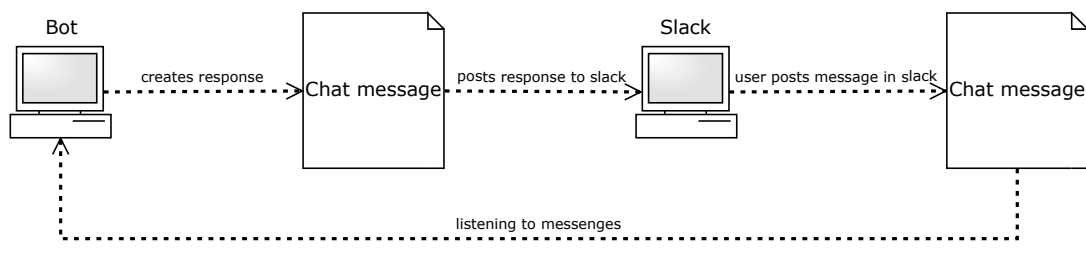 Bot
Slack
creates response
posts response to slack
user posts message in slack
Chat message
Chat message
listening to messenges